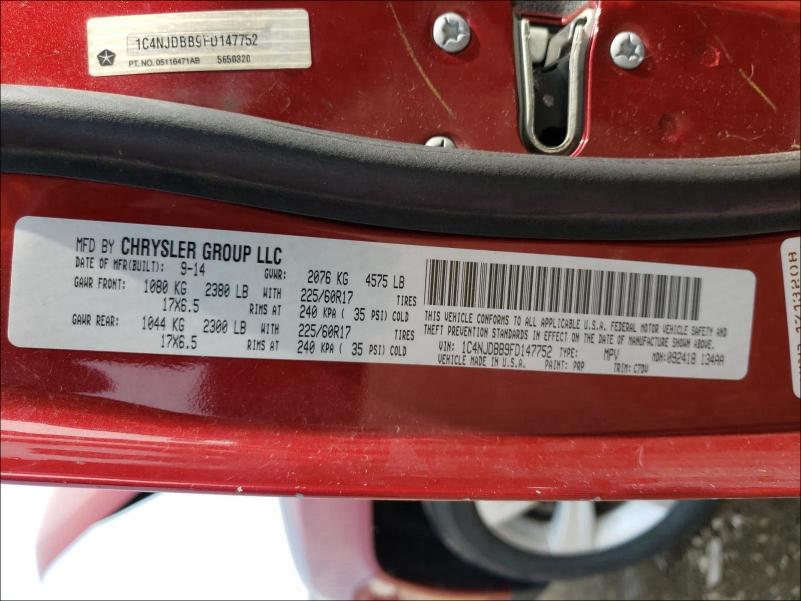 1C4NJDBB9FD147752
PT. NO. 05116471AB 5650320
MFD BY CHRYSLER GROUP LLC
DATE OF MFR(BUILT): 9-14 GVWR: 2076 KG 4575 LB
GAWR FRONT: 1080 KG 2380 LB WITH 225/60R17 TIRES
17X6.5 RIMS AT 240 KPA ( 35 PSI) COLD
GAWR REAR: 1044 KG 2300 LB WITH 225/60R17 TIRES
17X6.5 RIMS AT 240 KPA ( 35 PSI) COLD
THIS VEHICLE CONFORMS TO ALL APPLICABLE U.S.A. FEDERAL MOTOR VEHICLE SAFETY AND
THEFT PREVENTION STANDARDS IN EFFECT ON THE DATE OF MANUFACTURE SHOWN ABOVE.
VIN: 1C4NJDBB9FD147752 TYPE: MPV MDH: 092418 134AA
VEHICLE MADE IN U.S.A. PAINT: PRP TRIM: C7DV